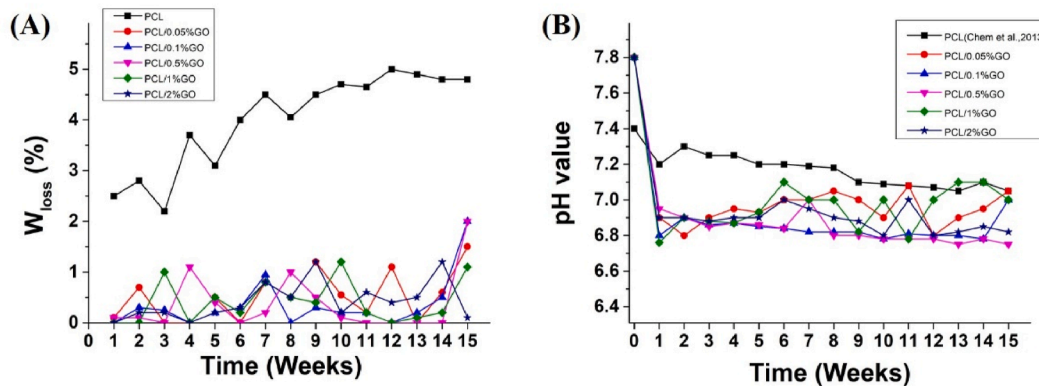 (A)
PCL
PCL/0.05%GO
PCL/0.1%GO
PCL/0.5%GO
PCL/1%GO
PCL/2%GO
W loss (%)
5
4
3
2
1
0
0 1 2 3 4 5 6 7 8 9 10 11 12 13 14 15
Time (Weeks)
(B)
PCL(Chem et al.,2013
PCL/0.05%GO
PCL/0.1%GO
PCL/0.5%GO
PCL/1%GO
PCL/2%GO
pH value
7.8
7.6
7.4
7.2
7.0
6.8
6.6
6.4
0 1 2 3 4 5 6 7 8 9 10 11 12 13 14 15
Time (Weeks)